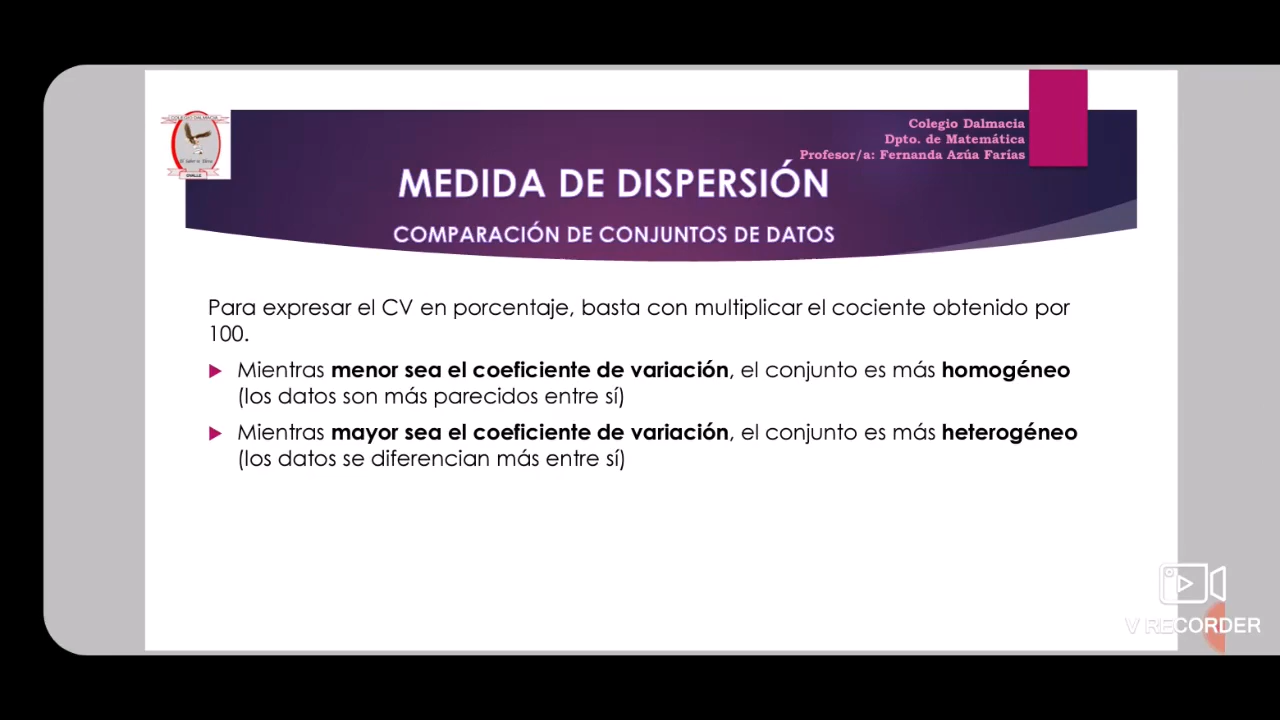 COLEGIO DALMACIA
OVALLE
Colegio Dalmacia
Dpto. de Matemática
Profesor/a: Fernanda Azúa Farías
MEDIDA DE DISPERSIÓN
COMPARACIÓN DE CONJUNTOS DE DATOS
Para expresar el CV en porcentaje, basta con multiplicar el cociente obtenido por
100.
Mientras menor sea el coeficiente de variación, el conjunto es más homogéneo
(los datos son más parecidos entre sí)
Mientras mayor sea el coeficiente de variación, el conjunto es más heterogéneo
(los datos se diferencian más entre sí)
V RECORDER